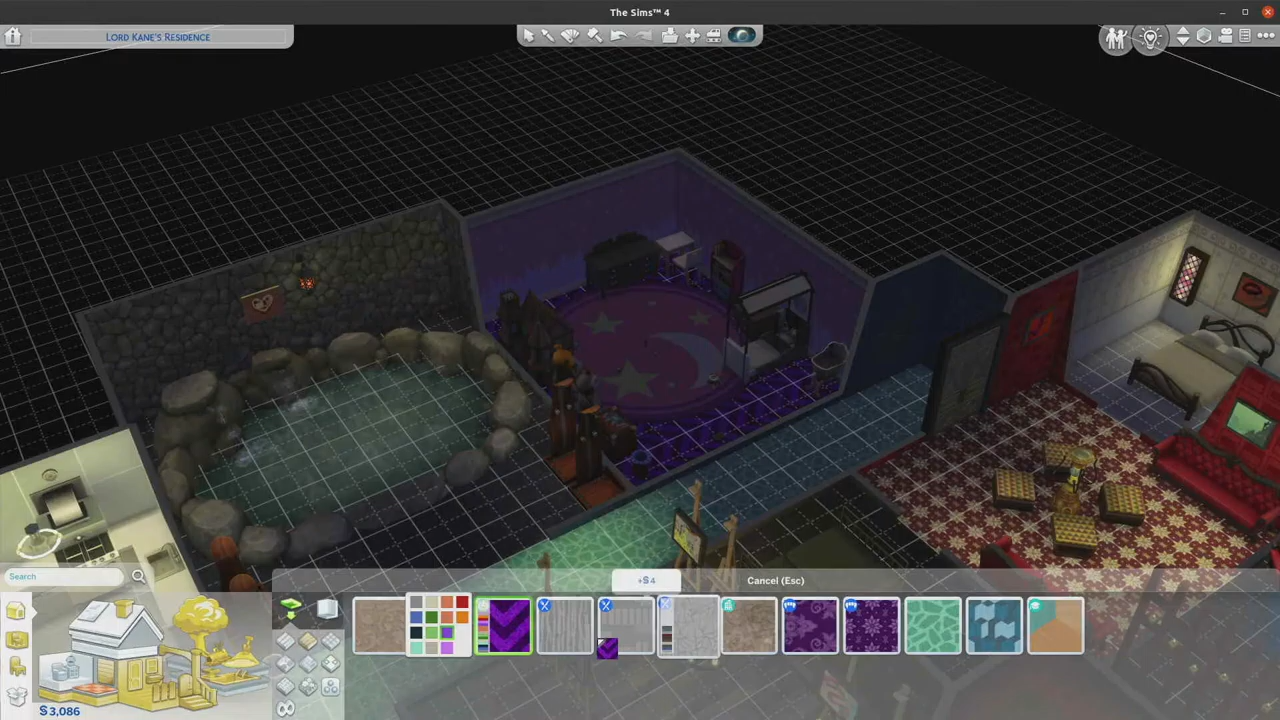 The Sims™ 4
LORD KANE'S RESIDENCE
+§4
Cancel (Esc)
Search
§3,086